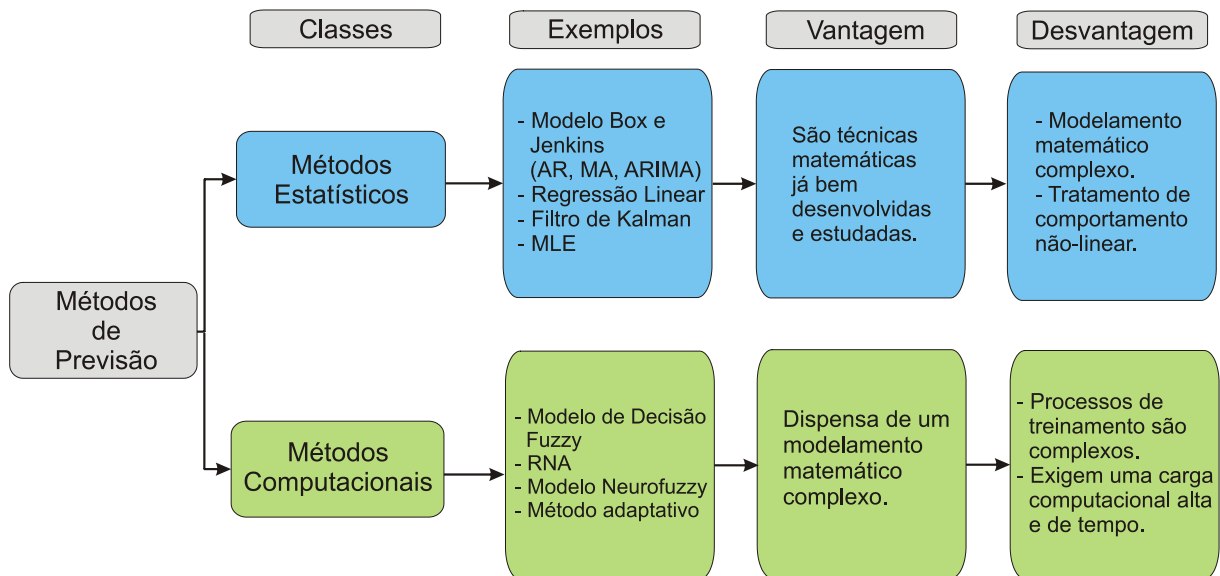 Classes
Exemplos
Vantagem
Desvantagem
Métodos
de
Previsão
Métodos
Estatísticos
- Modelo Box e
Jenkins
(AR, MA, ARIMA)
- Regressão Linear
- Filtro de Kalman
- MLE
São técnicas
matemáticas
já bem
desenvolvidas
e estudadas.
- Modelamento
matemático
complexo.
- Tratamento de
comportamento
não-linear.
Métodos
Computacionais
- Modelo de Decisão
Fuzzy
- RNA
- Modelo Neurofuzzy
- Método adaptativo
Dispensa de um
modelamento
matemático
complexo.
- Processos de
treinamento são
complexos.
- Exigem uma carga
computacional alta
e de tempo.